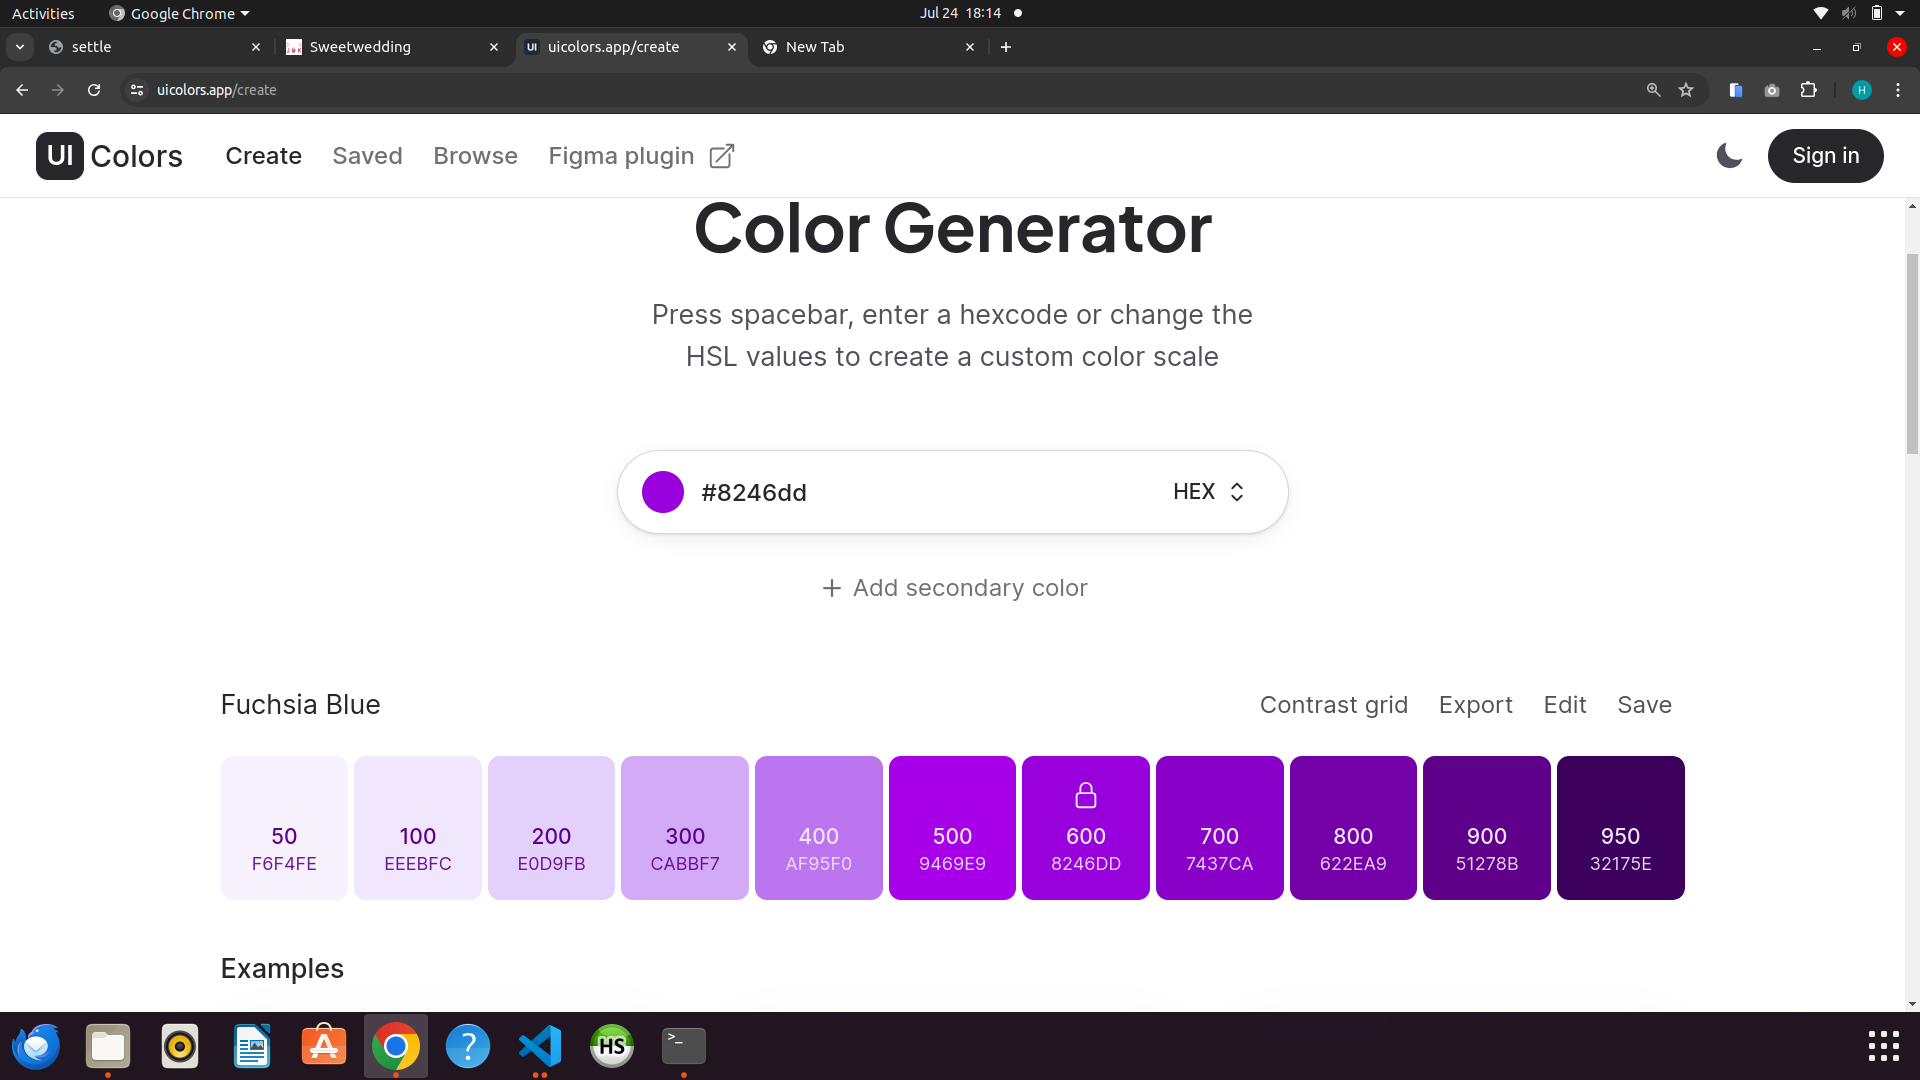 Activities
Google Chrome
Jul 24 18:14
settle
Sweetwedding
UI
uicolors.app/create
New Tab
uicolors.app/create
H
UI Colors
Create
Saved
Browse
Figma plugin
Sign in
Color Generator
Press spacebar, enter a hexcode or change the
HSL values to create a custom color scale
#8246dd
HEX
Add secondary color
Fuchsia Blue
Contrast grid
Export
Edit
Save
50
F6F4FE
100
EEEBFC
200
E0D9FB
300
CABBF7
400
AF95F0
500
9469E9
600
8246DD
700
7437CA
800
622EA9
900
51278B
950
32175E
Examples
A
?
HS
>_